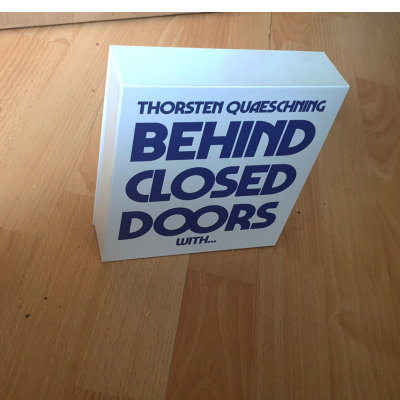 THORSTEN QUAESCHNING
BEHIND
CLOSED
DOORS
WITH...